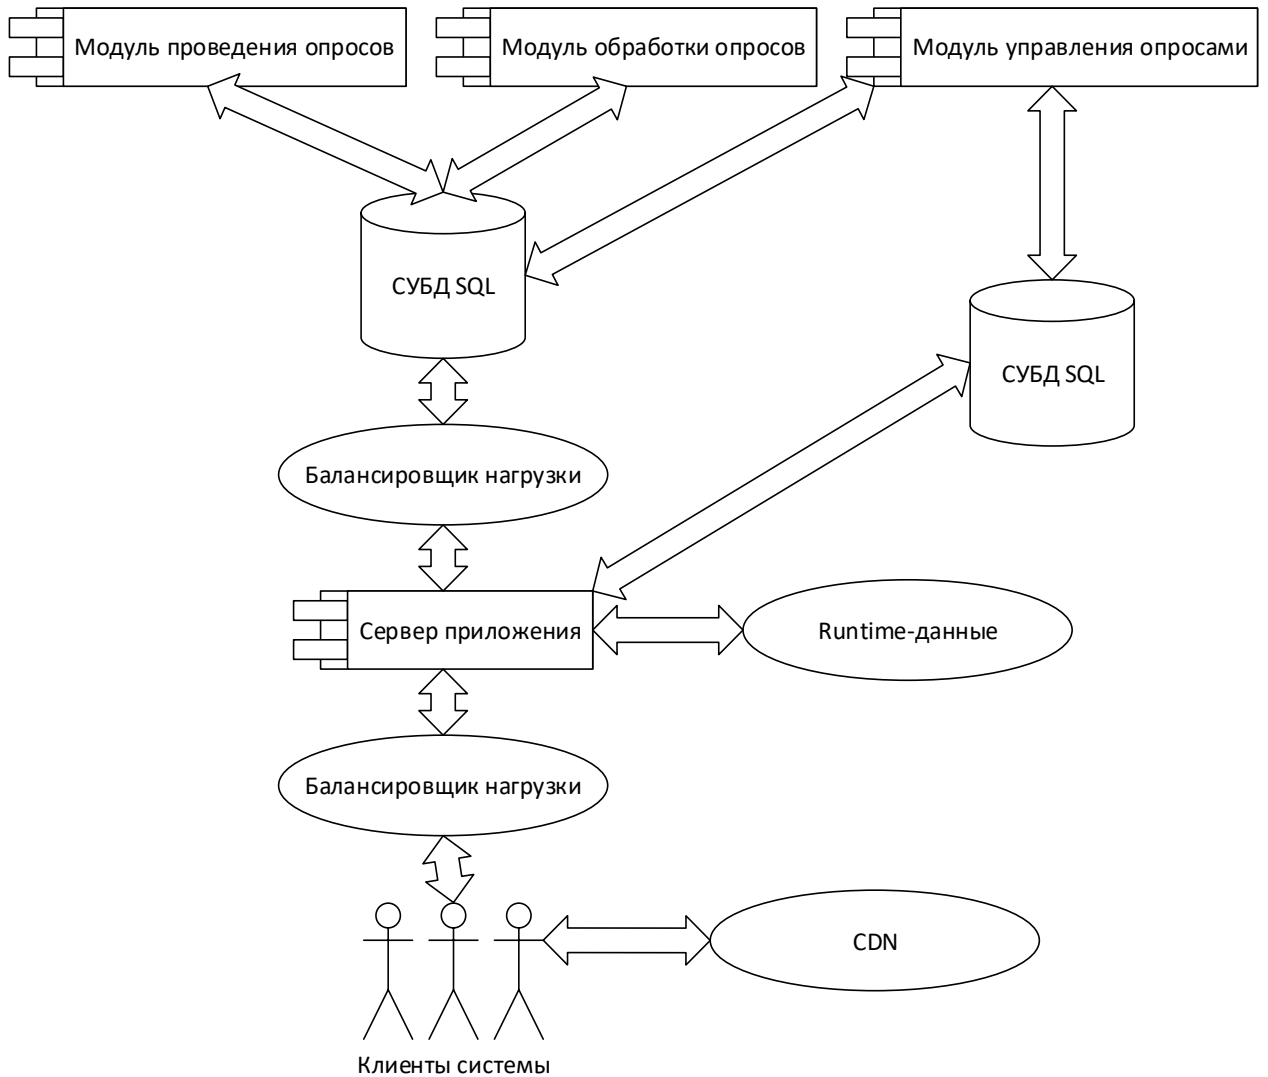 Модуль проведения опросов
Модуль обработки опросов
Модуль управления опросами
СУБД SQL
СУБД SQL
Балансировщик нагрузки
Сервер приложения
Runtime-данные
Балансировщик нагрузки
CDN
Клиенты системы